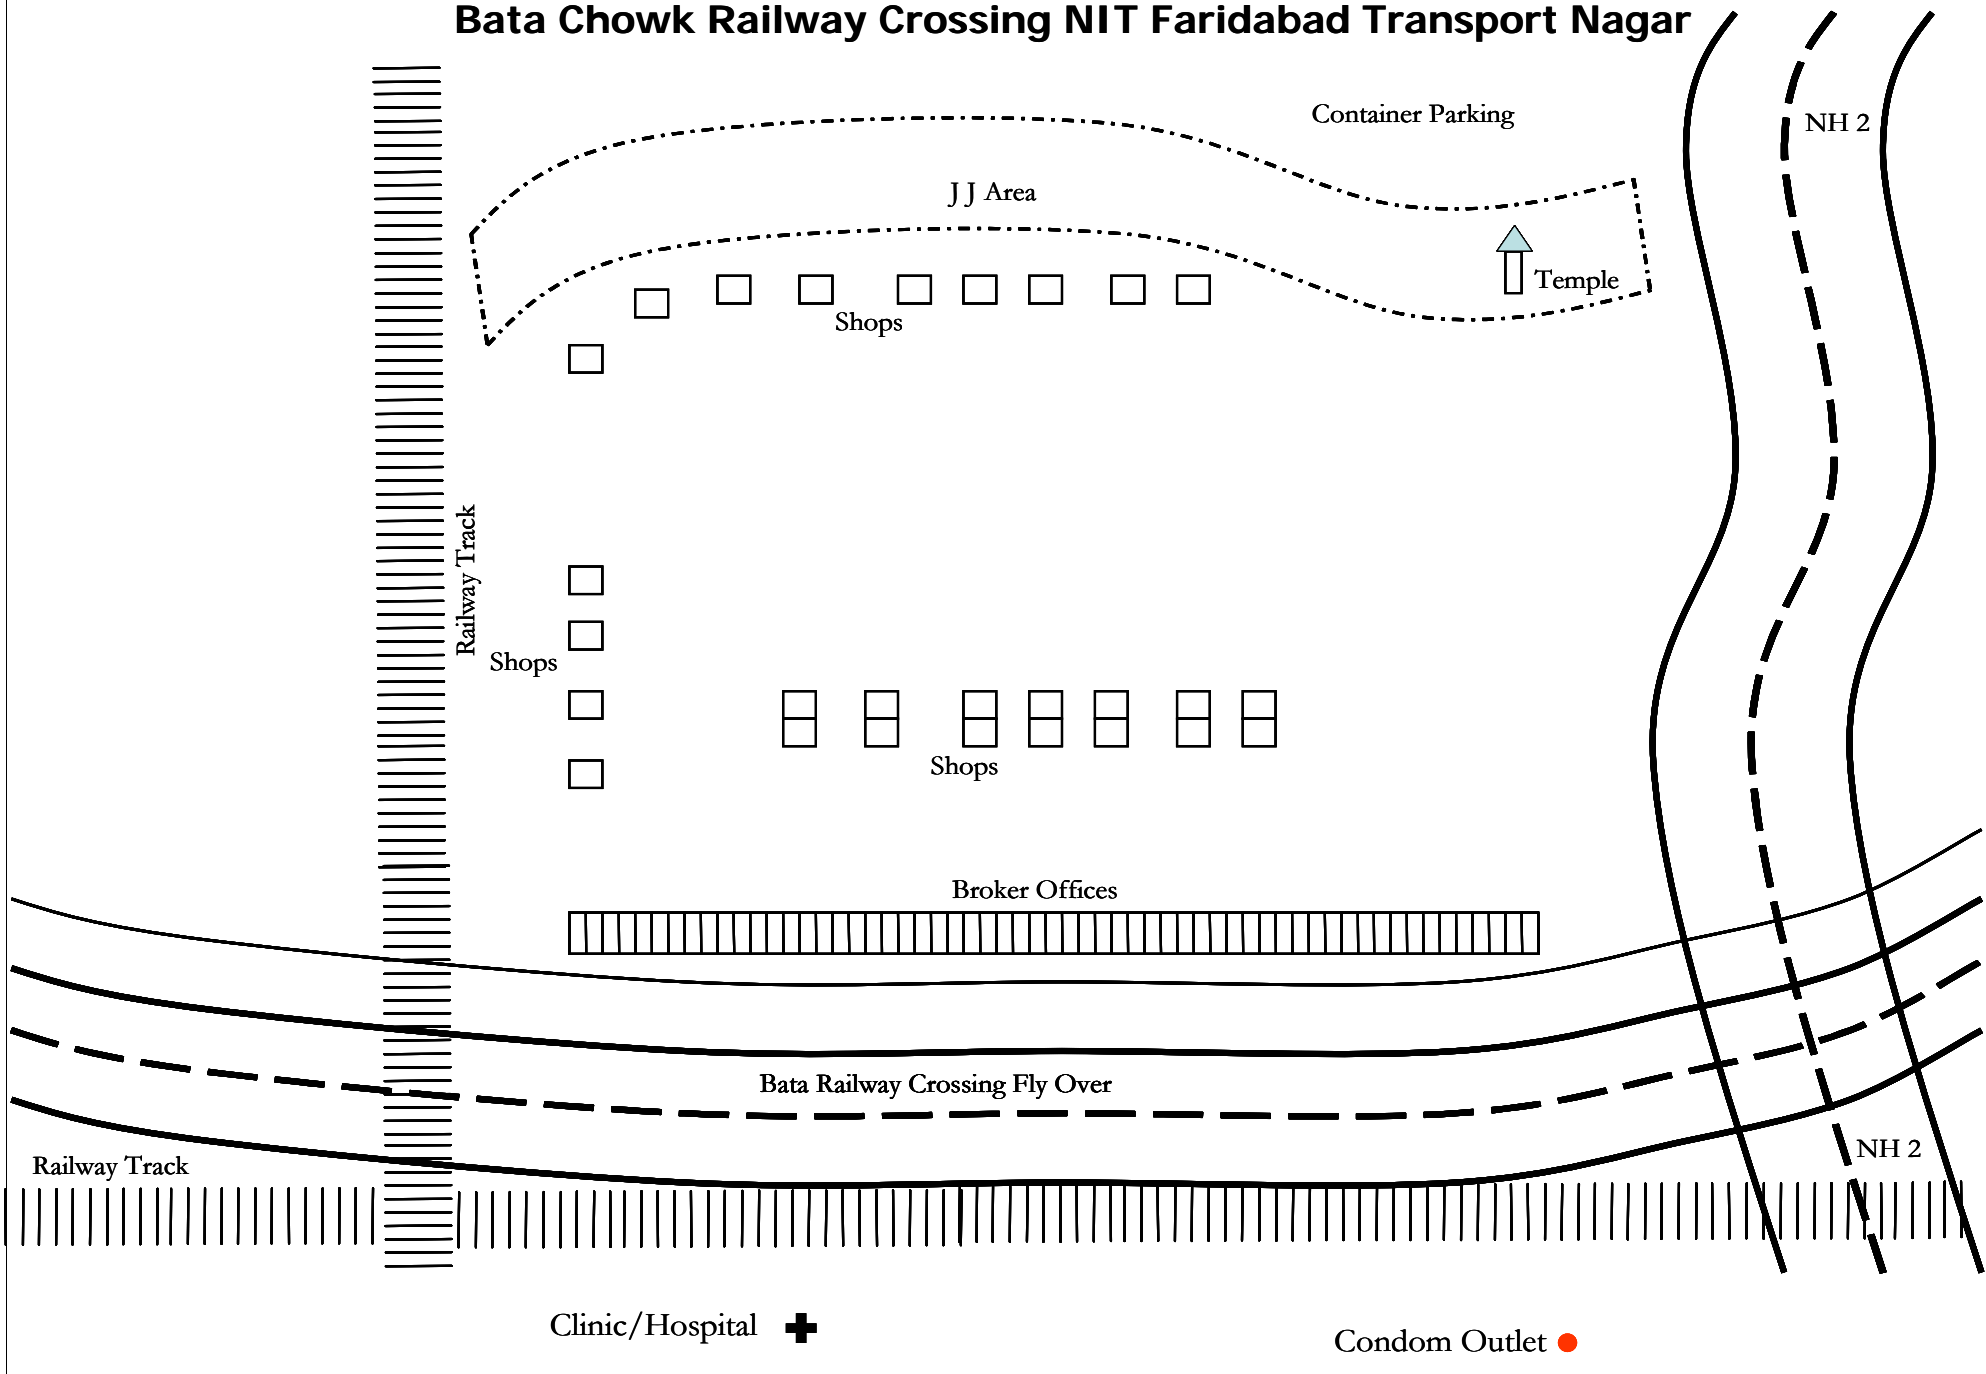 Bata Chowk Railway Crossing NIT Faridabad Transport Nagar
Container Parking
NH 2
J J Area
Temple
Shops
Railway Track
Shops
Shops
Broker Offices
Bata Railway Crossing Fly Over
NH 2
Railway Track
Clinic/Hospital
Condom Outlet